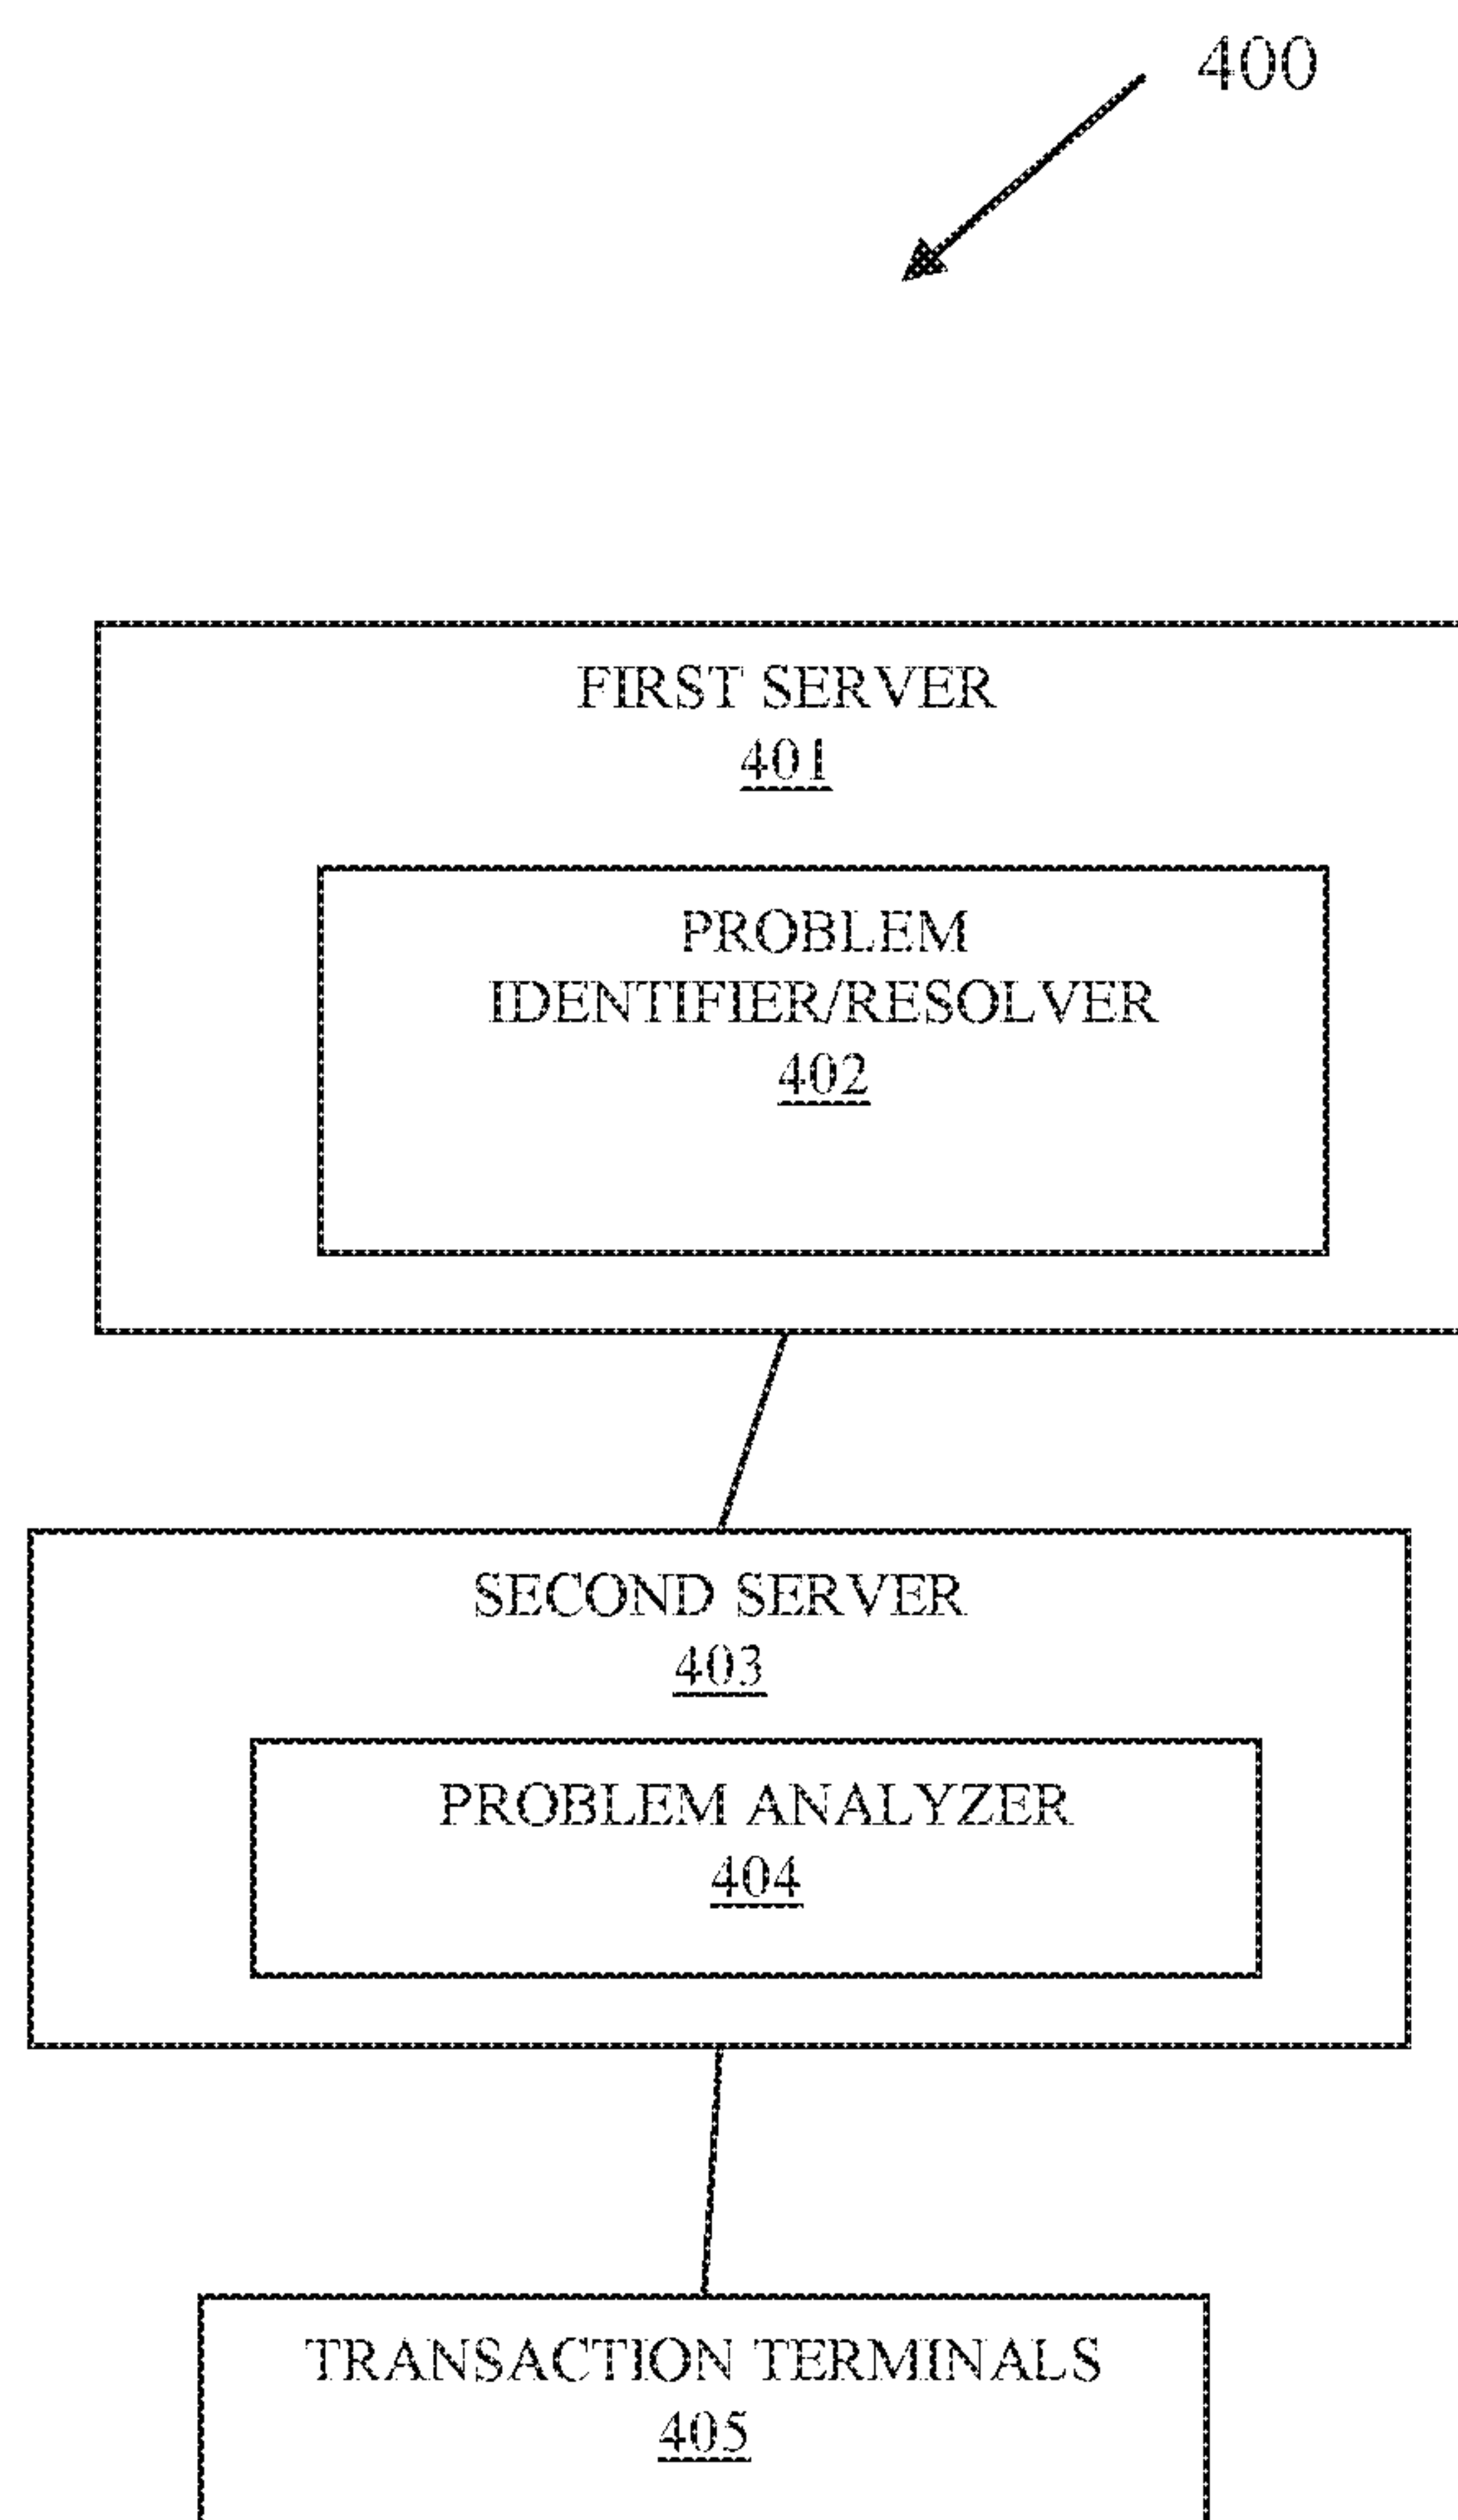 400
FIRST SERVER
401
PROBLEM
IDENTIFIER/RESOLVER
402
SECOND SERVER
403
PROBLEM ANALYZER
404
TRANSACTION TERMINALS
405